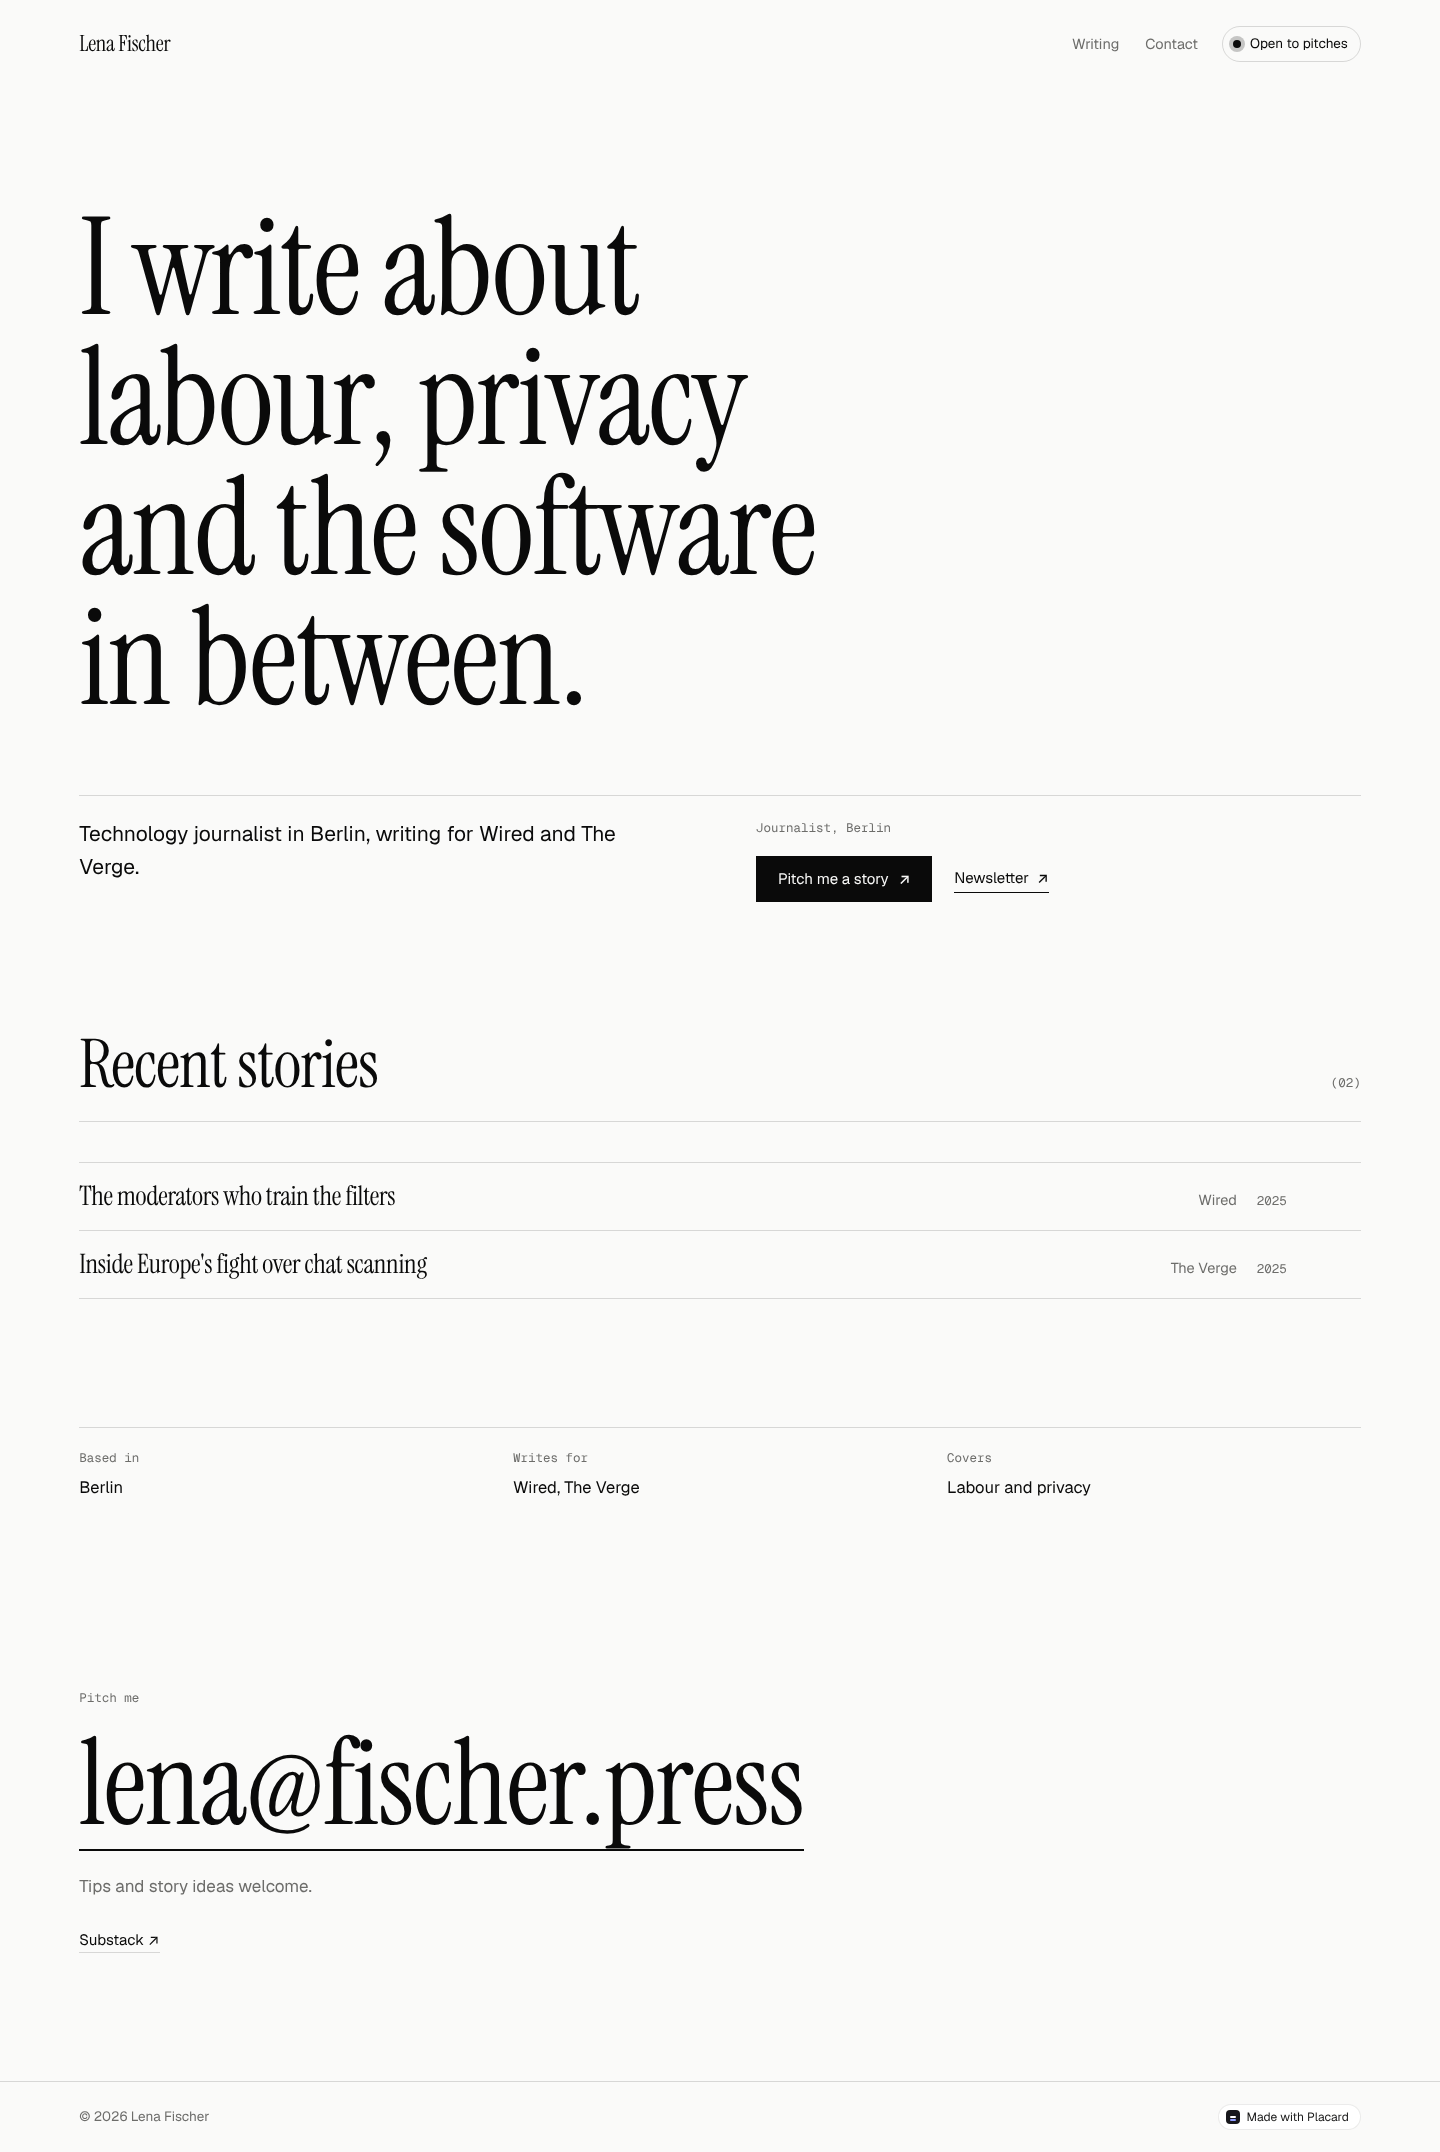 Lena Fischer
Writing Contact Open to pitches
I write about
labour, privacy
and the software
in between.
Technology journalist in Berlin, writing for Wired and The
Verge.
Journalist, Berlin
Pitch me a story ↗ Newsletter ↗
Recent stories
(02)
The moderators who train the filters Wired 2025
Inside Europe's fight over chat scanning The Verge 2025
Based in
Berlin
Writes for
Wired, The Verge
Covers
Labour and privacy
Pitch me
lena@fischer.press
Tips and story ideas welcome.
Substack ↗
© 2026 Lena Fischer
Made with Placard